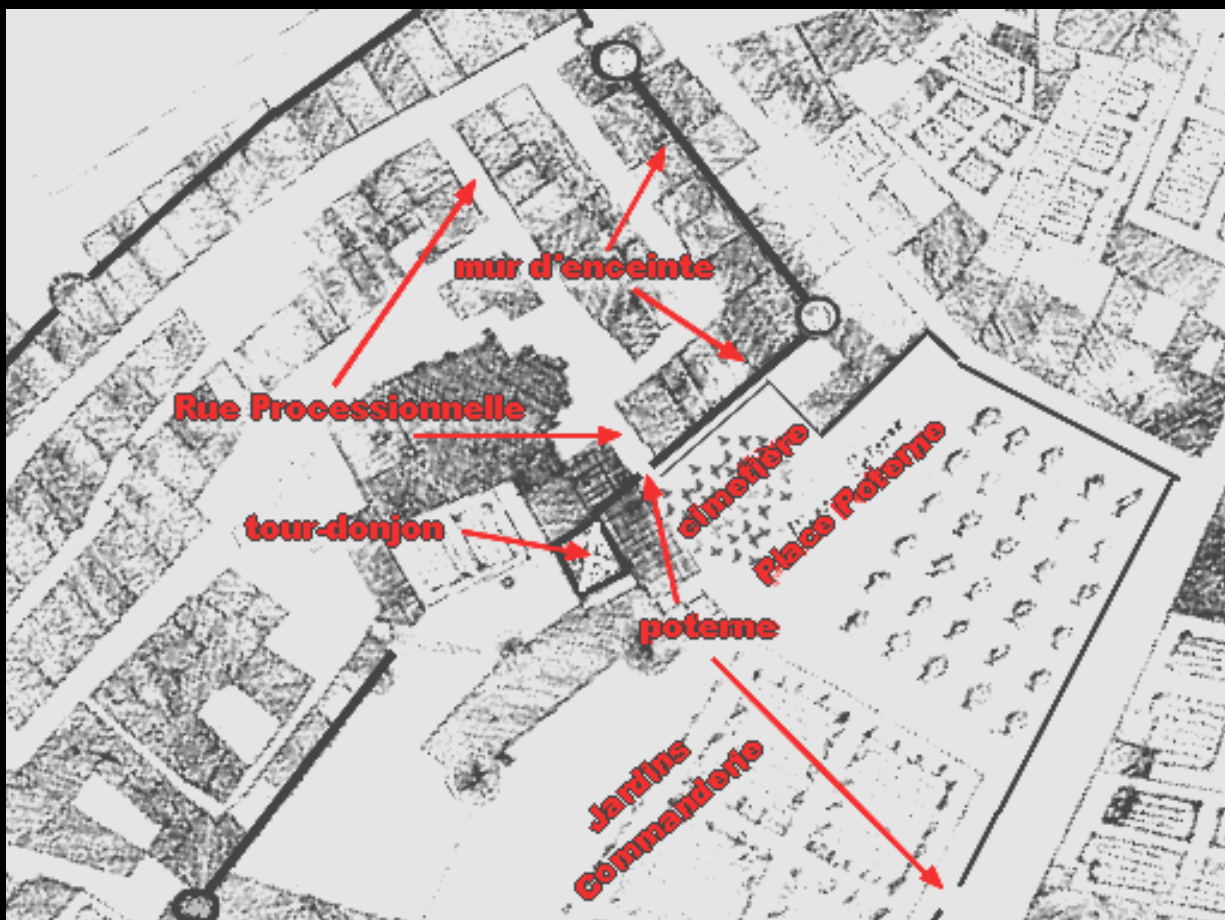 mur d'enceinte
Rue Processionnelle
cimetière
Place Poterne
tour-donjon
poterne
Jardins
Commanderie